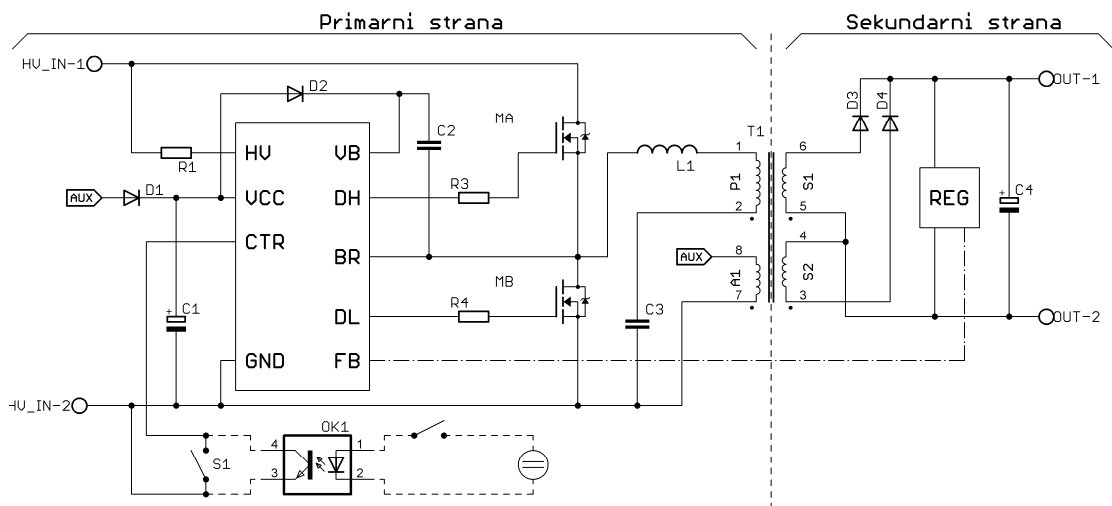 Primarni strana
Sekundarni strana
HV_IN-1
D2
MA
C2
T1
D3
D4
OUT-1
R1
HV
VB
L1
1
6
P1
S1
C4
+
REG
AUX
D1
VCC
DH
R3
2
5
CTR
BR
AUX
8
4
A1
S2
MB
7
3
C1
+
DL
R4
C3
OUT-2
GND
FB
HV_IN-2
OK1
S1
4
1
3
2